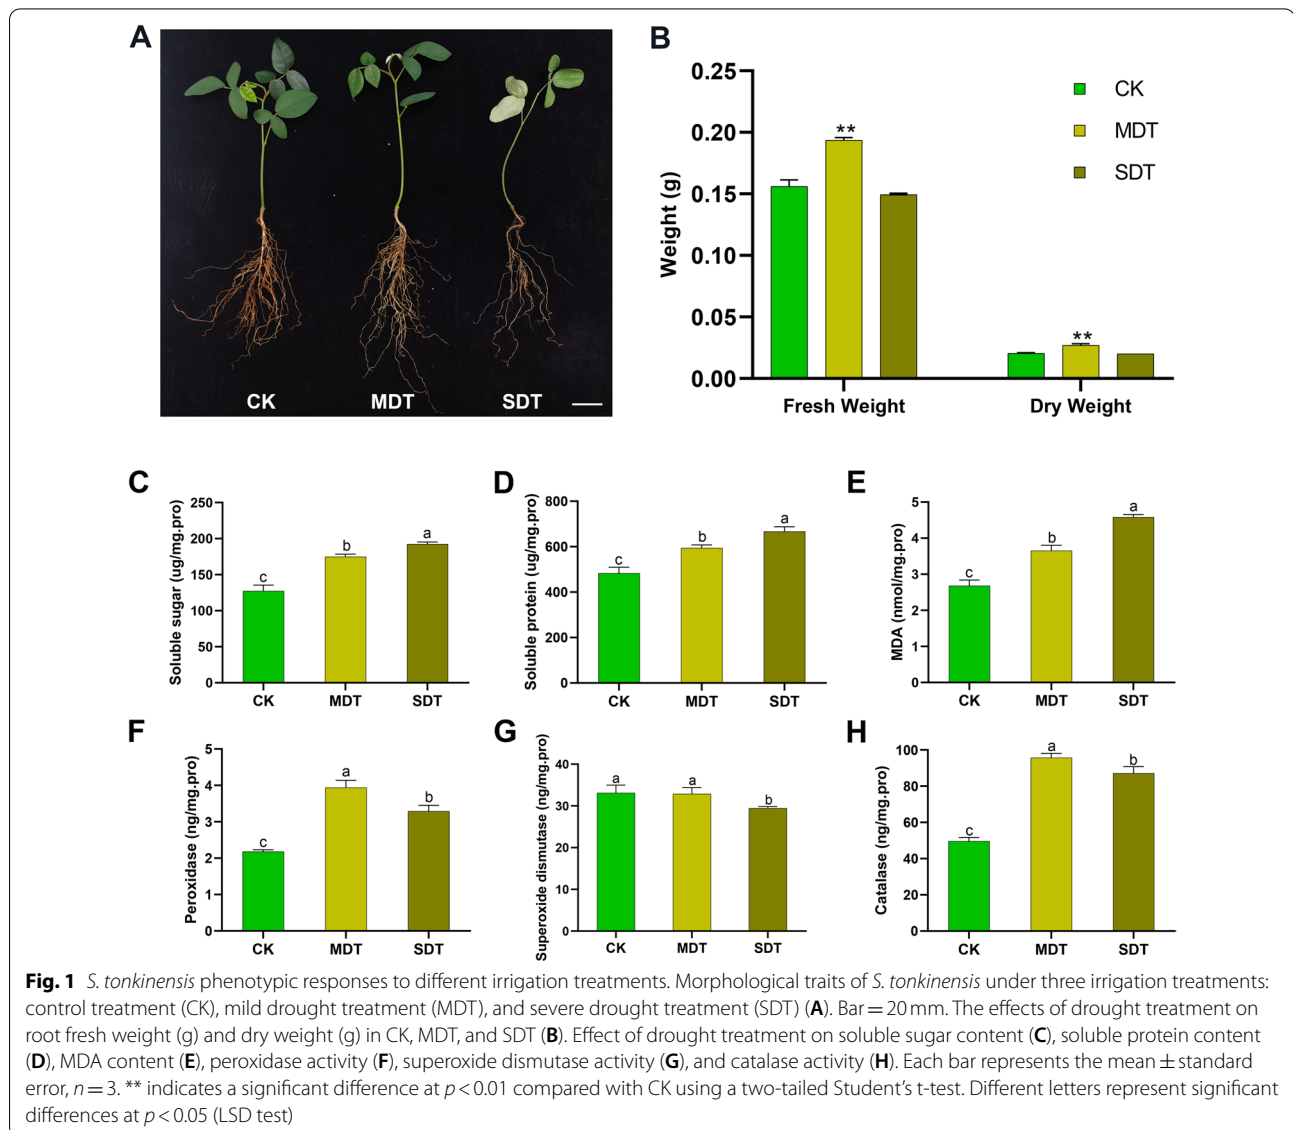 A
CK
MDT
SDT
B
Weight (g)
0.25
0.20
0.15
0.10
0.05
0.00
**
**
CK
MDT
SDT
Fresh Weight
Dry Weight
C
Soluble sugar (ug/mg.pro)
250
200
150
100
50
0
c
b
a
CK
MDT
SDT
D
Soluble protein (ug/mg.pro)
800
600
400
200
0
c
b
a
CK
MDT
SDT
E
MDA (nmol/mg.pro)
5
4
3
2
1
0
c
b
a
CK
MDT
SDT
F
Peroxidase (ng/mg.pro)
5
4
3
2
1
0
c
a
b
CK
MDT
SDT
G
Superoxide dismutase (ng/mg.pro)
40
30
20
10
0
a
a
b
CK
MDT
SDT
H
Catalase (ng/mg.pro)
100
80
60
40
20
0
c
a
b
CK
MDT
SDT
Fig. 1 S. tonkinensis phenotypic responses to different irrigation treatments. Morphological traits of S. tonkinensis under three irrigation treatments:
control treatment (CK), mild drought treatment (MDT), and severe drought treatment (SDT) (A). Bar = 20 mm. The effects of drought treatment on
root fresh weight (g) and dry weight (g) in CK, MDT, and SDT (B). Effect of drought treatment on soluble sugar content (C), soluble protein content
(D), MDA content (E), peroxidase activity (F), superoxide dismutase activity (G), and catalase activity (H). Each bar represents the mean ± standard
error, n = 3. ** indicates a significant difference at p < 0.01 compared with CK using a two-tailed Student's t-test. Different letters represent significant
differences at p < 0.05 (LSD test)